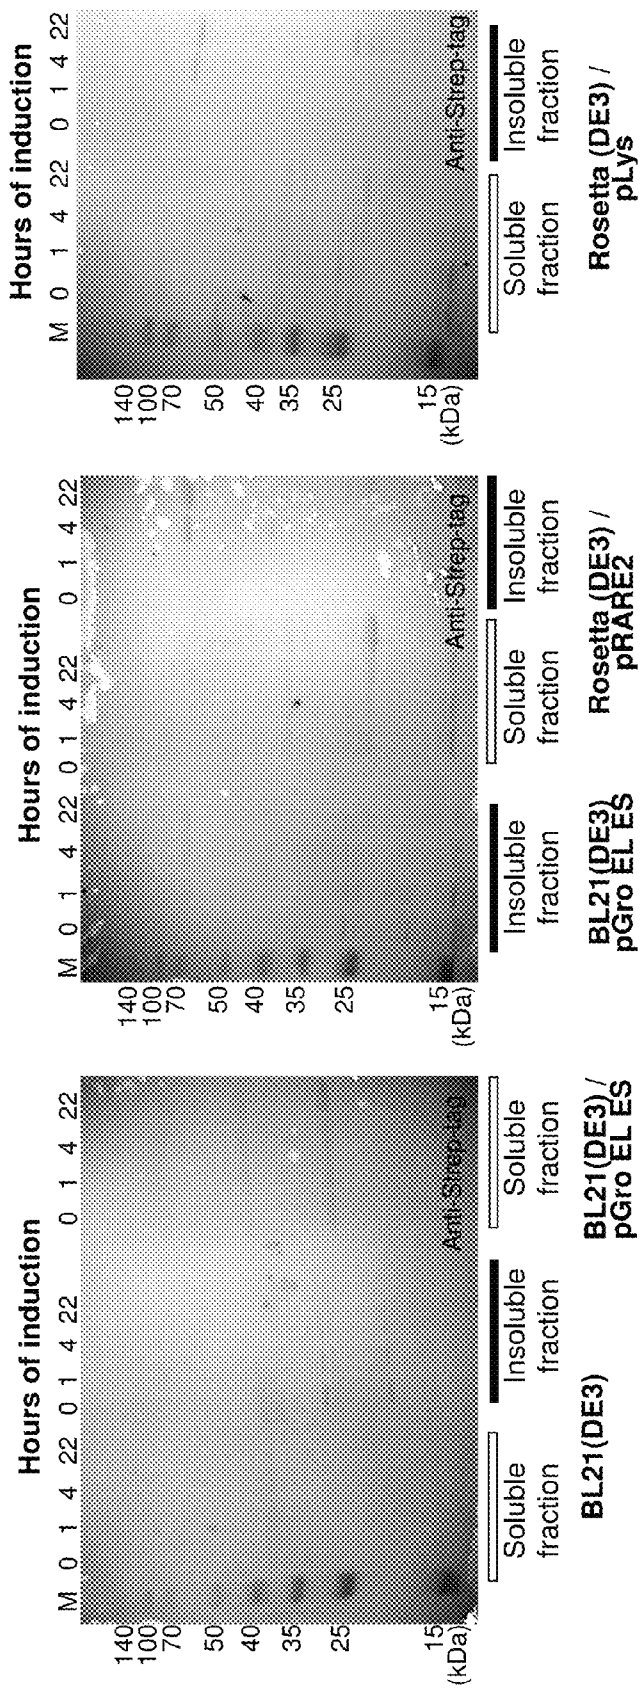 Hours of induction
M 0 1 4 22 0 1 4 22 0 1 4 22
140
100
70
50
40
35
25
15
(kDa)
Anti-Strep-tag
Soluble fraction
Insoluble fraction
Soluble fraction
BL21(DE3)
BL21(DE3) /
pGro EL ES
Hours of induction
M 0 1 4 22 0 1 4 22 0 1 4 22
140
100
70
50
40
35
25
15
(kDa)
Anti-Strep-tag
Insoluble fraction
Soluble fraction
Insoluble fraction
BL21(DE3)
pGro EL ES
Rosetta (DE3) /
pRARE2
Hours of induction
M 0 1 4 22 0 1 4 22
140
100
70
50
40
35
25
15
(kDa)
Anti-Strep-tag
Soluble fraction
Insoluble fraction
Rosetta (DE3) /
pLys